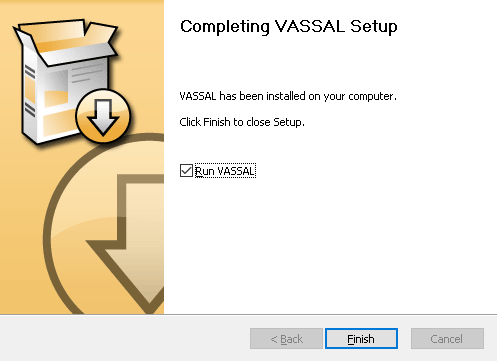 Completing VASSAL Setup
VASSAL has been installed on your computer.
Click Finish to close Setup.
Run VASSAL
< Back
Finish
Cancel